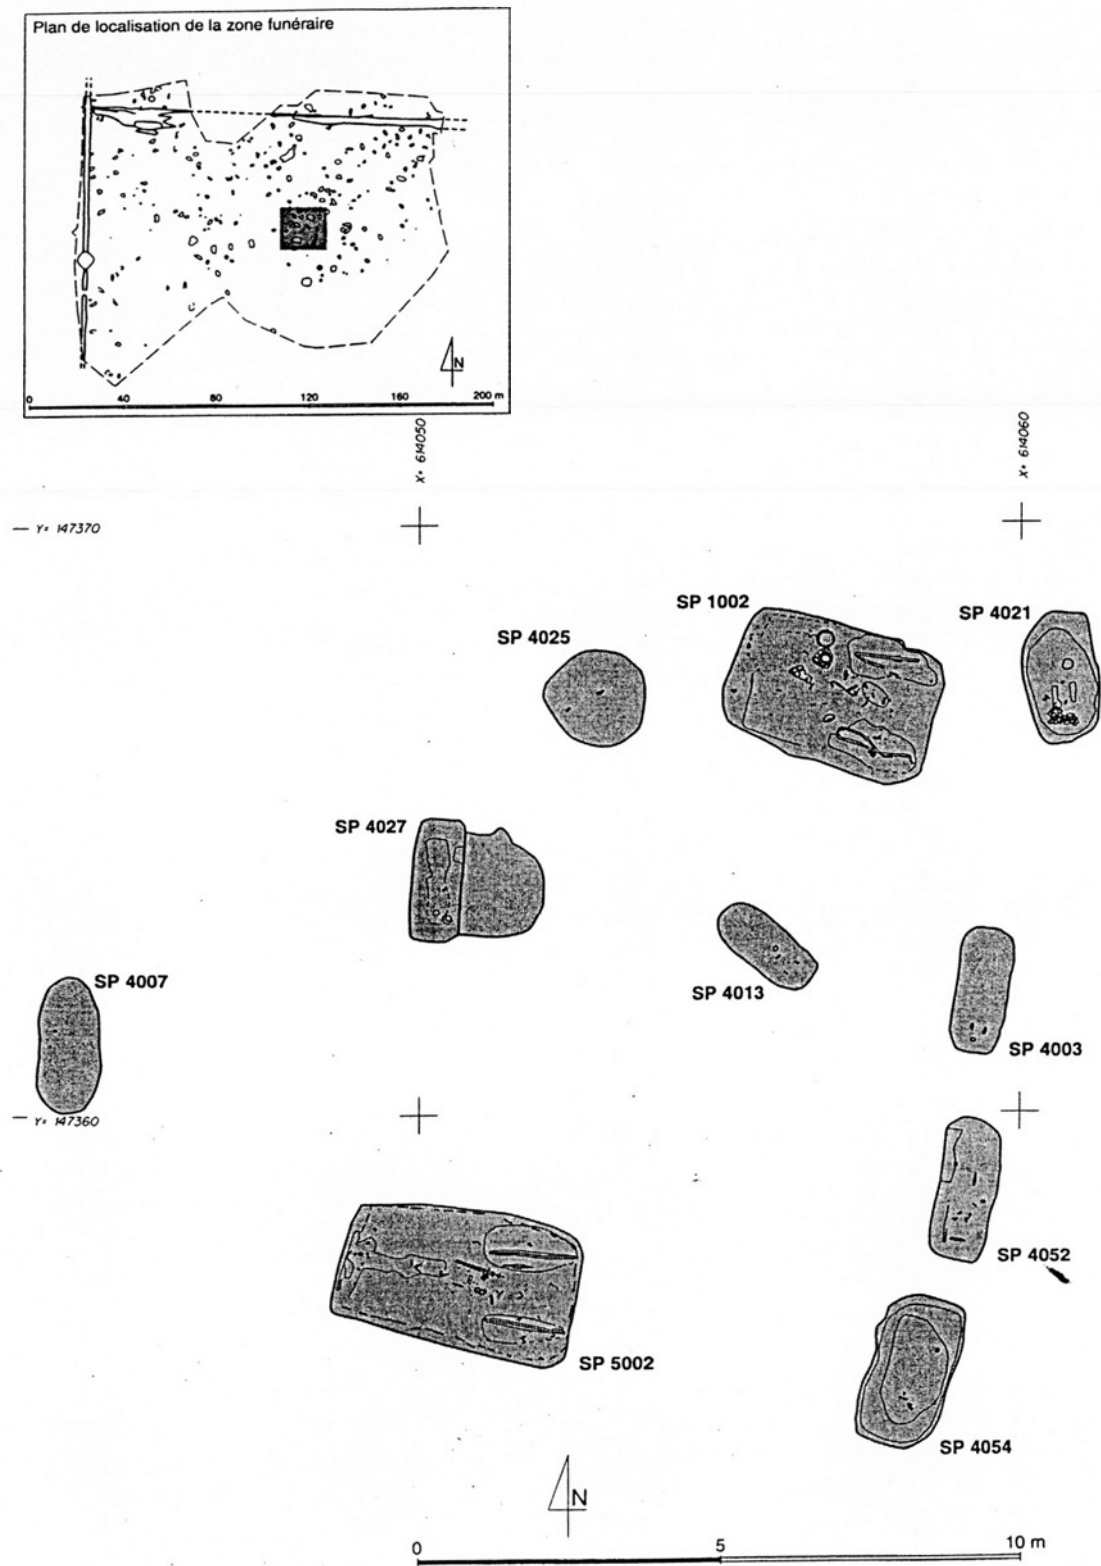 Plan de localisation de la zone funéraire
N
0 40 80 120 160 200 m
X= 614050
X= 614060
Y= 147370
SP 1002
SP 4021
SP 4025
SP 4027
SP 4007
SP 4013
SP 4003
Y= 147360
SP 4052
SP 5002
SP 4054
N
0 5 10 m